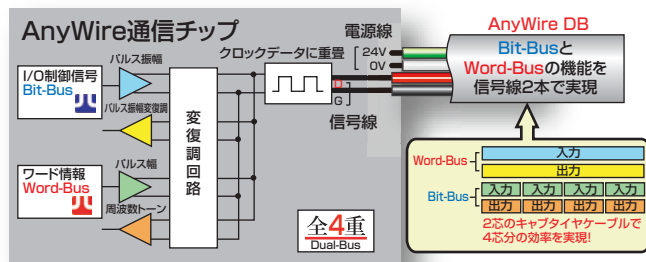 AnyWire通信チップ
I/O制御信号
Bit-Bus
ワード情報
Word-Bus
パルス振幅
パルス振幅変復調
パルス幅
周波数トーン
変復調回路
クロックデータに重畳
電源線
24V
0V
D
G
信号線
全4重
Dual-Bus
AnyWire DB
Bit-Busと
Word-Busの機能を
信号線2本で実現
Word-Bus
入力
出力
Bit-Bus
入力 入力 入力 入力
出力 出力 出力 出力
2芯のキャブタイヤケーブルで
4芯分の効率を実現!